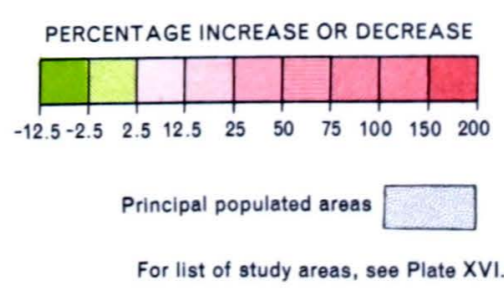 PERCENTAGE INCREASE OR DECREASE
-12.5 -2.5 2.5 12.5 25 50 75 100 150 200
Principal populated areas
For list of study areas, see Plate XVI.